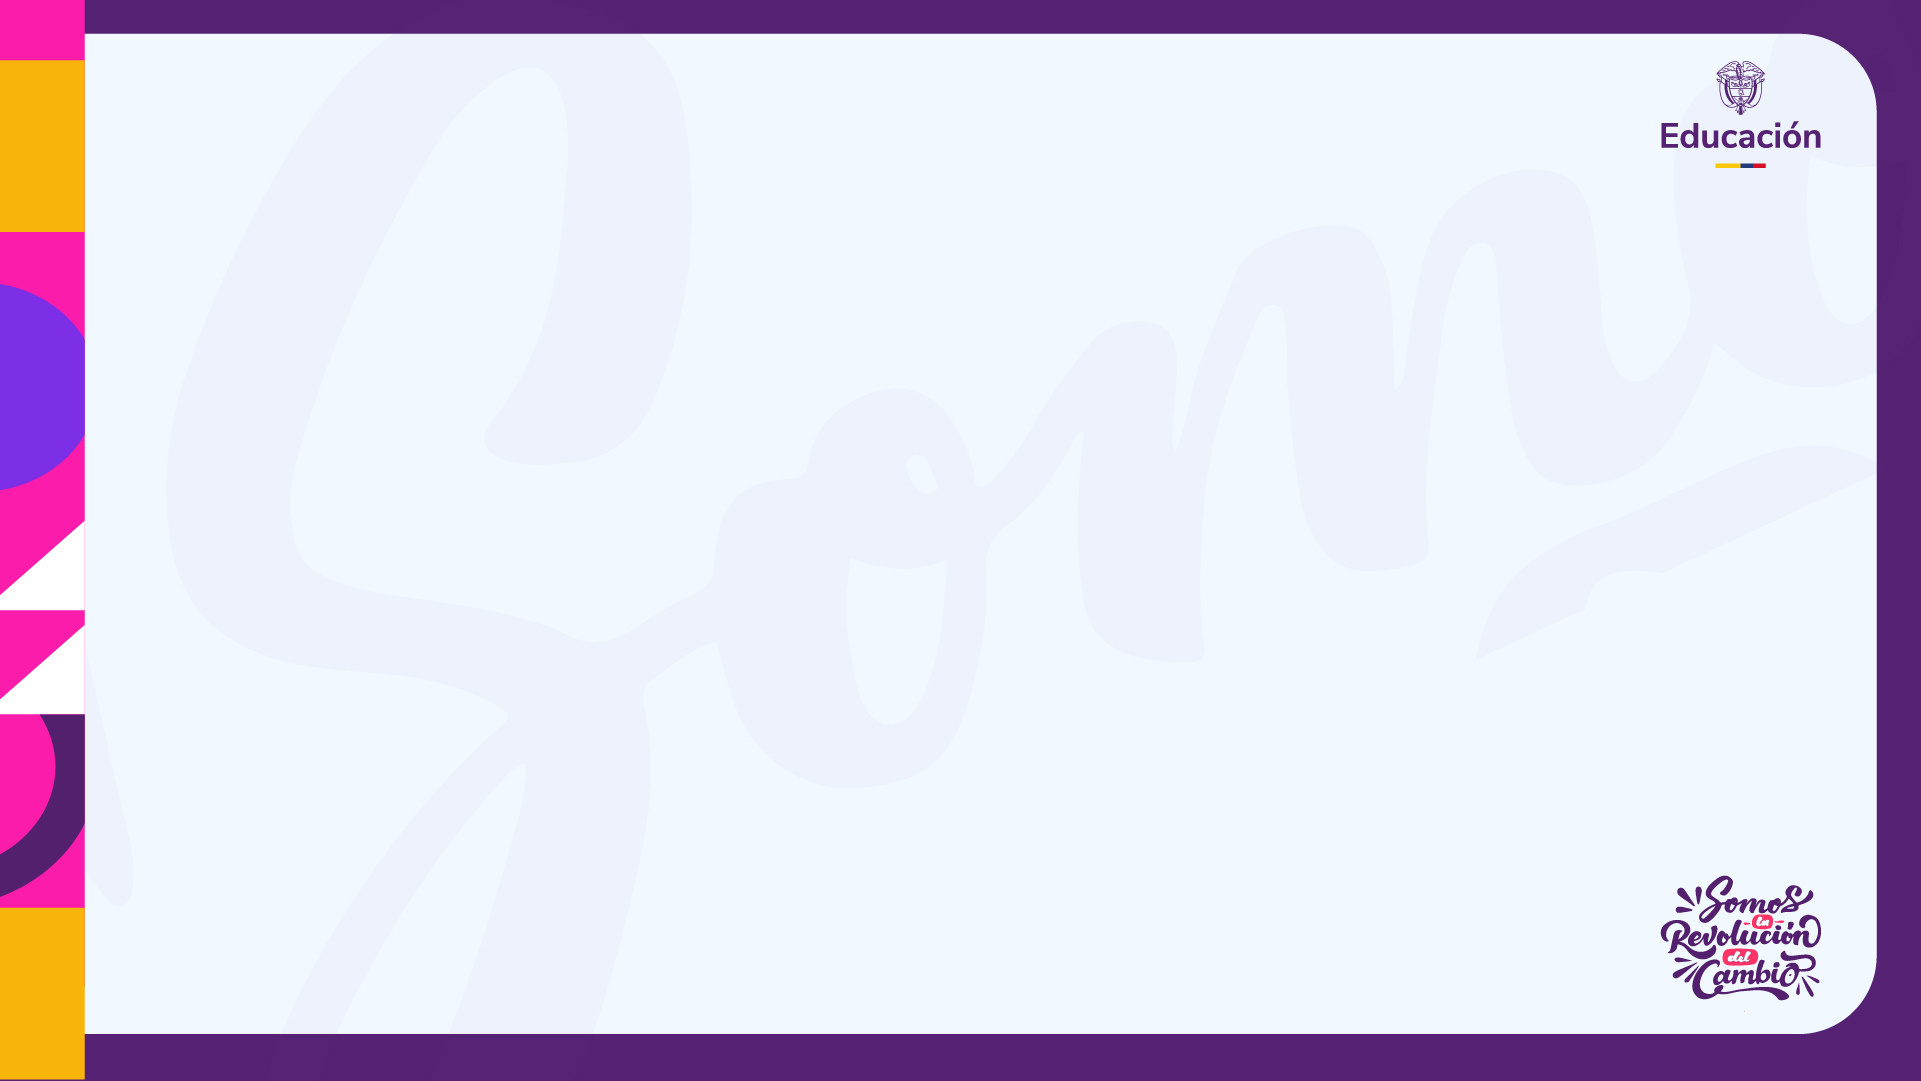 Educación
Somos
la
Revolución
del
Cambio